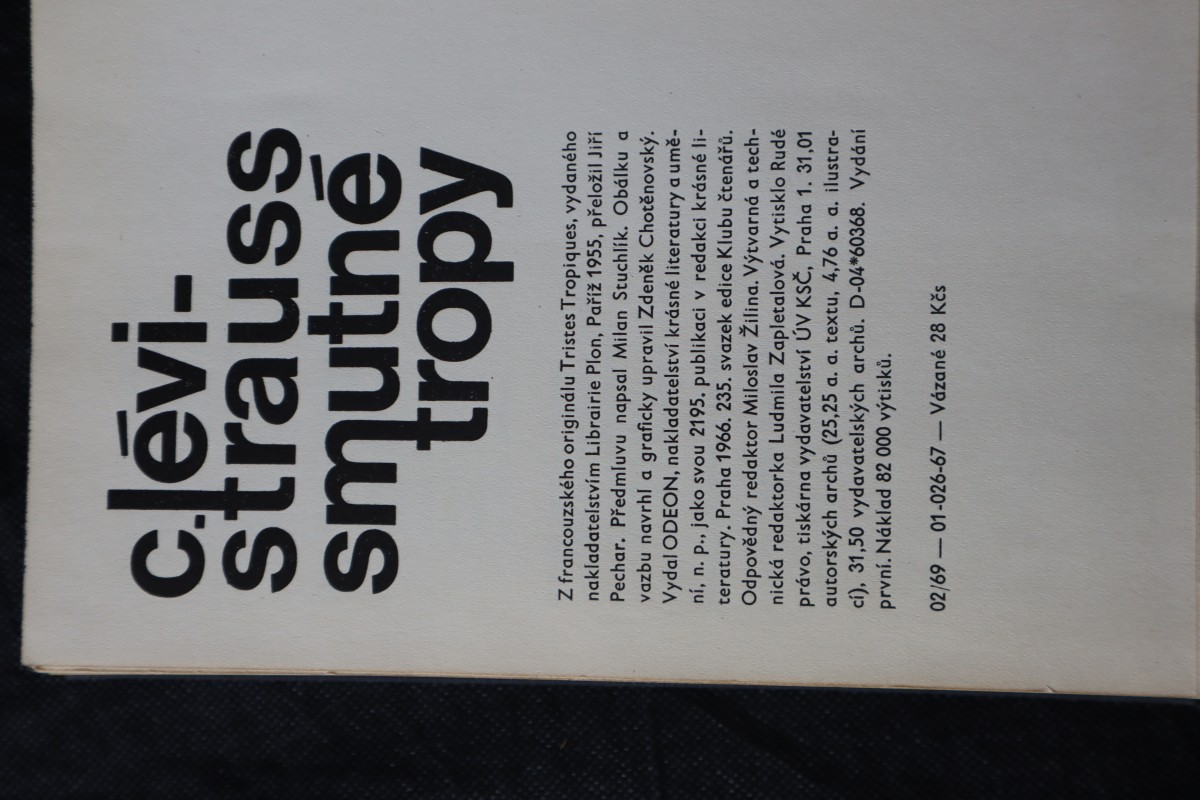 c. lévi-
strauss
smutné
tropy
Z francouzského originálu Tristes Tropiques, vydaného
nakladatelstvím Librairie Plon, Paříž 1955, přeložil Jiří
Pechar. Předmluvu napsal Milan Stuchlík. Obálku a
vazbu navrhl a graficky upravil Zdeněk Chotěnovský.
Vydal ODEON, nakladatelství krásné literatury a umě-
ní, n. p., jako svou 2195. publikaci v redakci krásné li-
teratury. Praha 1966. 235. svazek edice Klubu čtenářů.
Odpovědný redaktor Miloslav Žilina. Výtvarná a tech-
nická redaktorka Ludmila Zapletalová. Vytisklo Rudé
právo, tiskárna vydavatelství ÚV KSČ, Praha 1. 31,01
autorských archů (25,25 a. a. textu, 4,76 a. a. ilustra-
cí), 31,50 vydavatelských archů. D-04*60368. Vydání
první. Náklad 82 000 výtisků.
02/69 — 01-026-67 — Vázané 28 Kčs